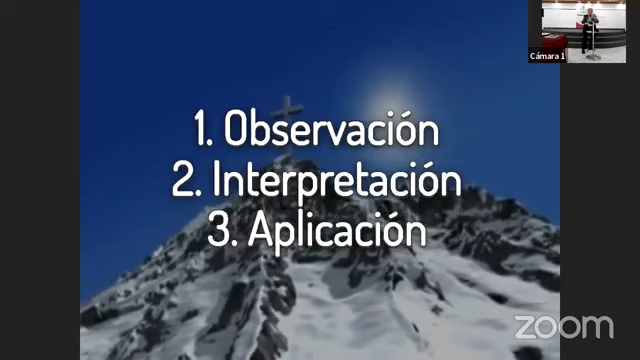 Cámara 1
1. Observación
2. Interpretación
3. Aplicación
zoom